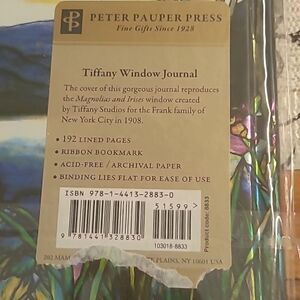 PETER PAUPER PRESS
Fine Gifts Since 1928
Tiffany Window Journal
The cover of this gorgeous journal reproduces
the Magnolias and Irises window created
by Tiffany Studios for the Frank family of
New York City in 1908.
• 192 LINED PAGES
• RIBBON BOOKMARK
• ACID-FREE / ARCHIVAL PAPER
• BINDING LIES FLAT FOR EASE OF USE
ISBN 978-1-4413-2883-0
51599
9 781441 328830
103018-8833
Product code: 8833
202 MAM PLAINS, NY 10601 USA